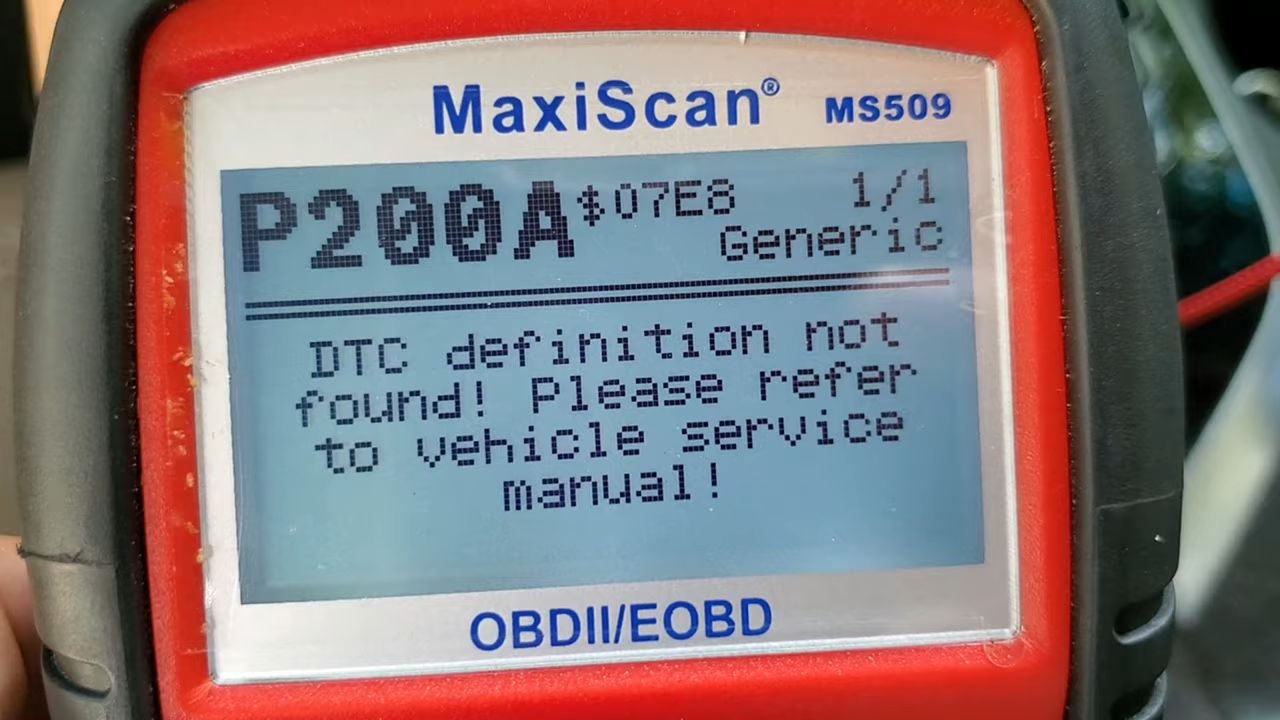 MaxiScan® MS509
P200A $07E8 1/1
Generic
DTC definition not
found! Please refer
to vehicle service
manual!
OBDII/EOBD